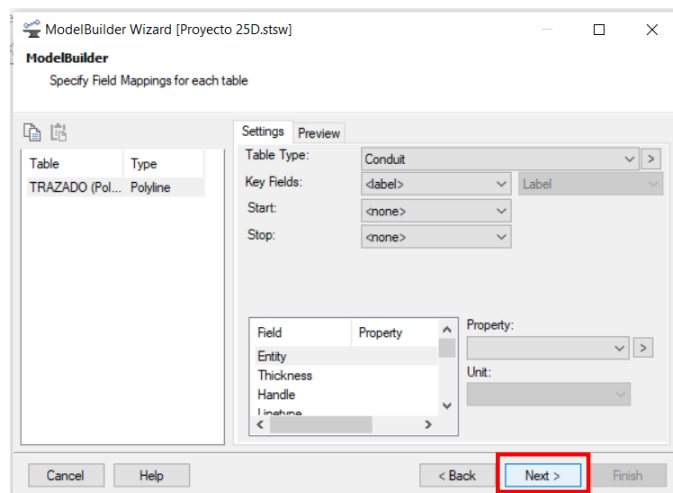 ModelBuilder Wizard [Proyecto 25D.stsw]
ModelBuilder
Specify Field Mappings for each table
Settings Preview
Table Type
TRAZADO (Pol... Polyline
Table Type: Conduit >
Key Fields: <label> Label
Start: <none>
Stop: <none>
Field Property
Entity
Thickness
Handle
Linetype
Property:
>
Unit:
Cancel Help < Back Next > Finish